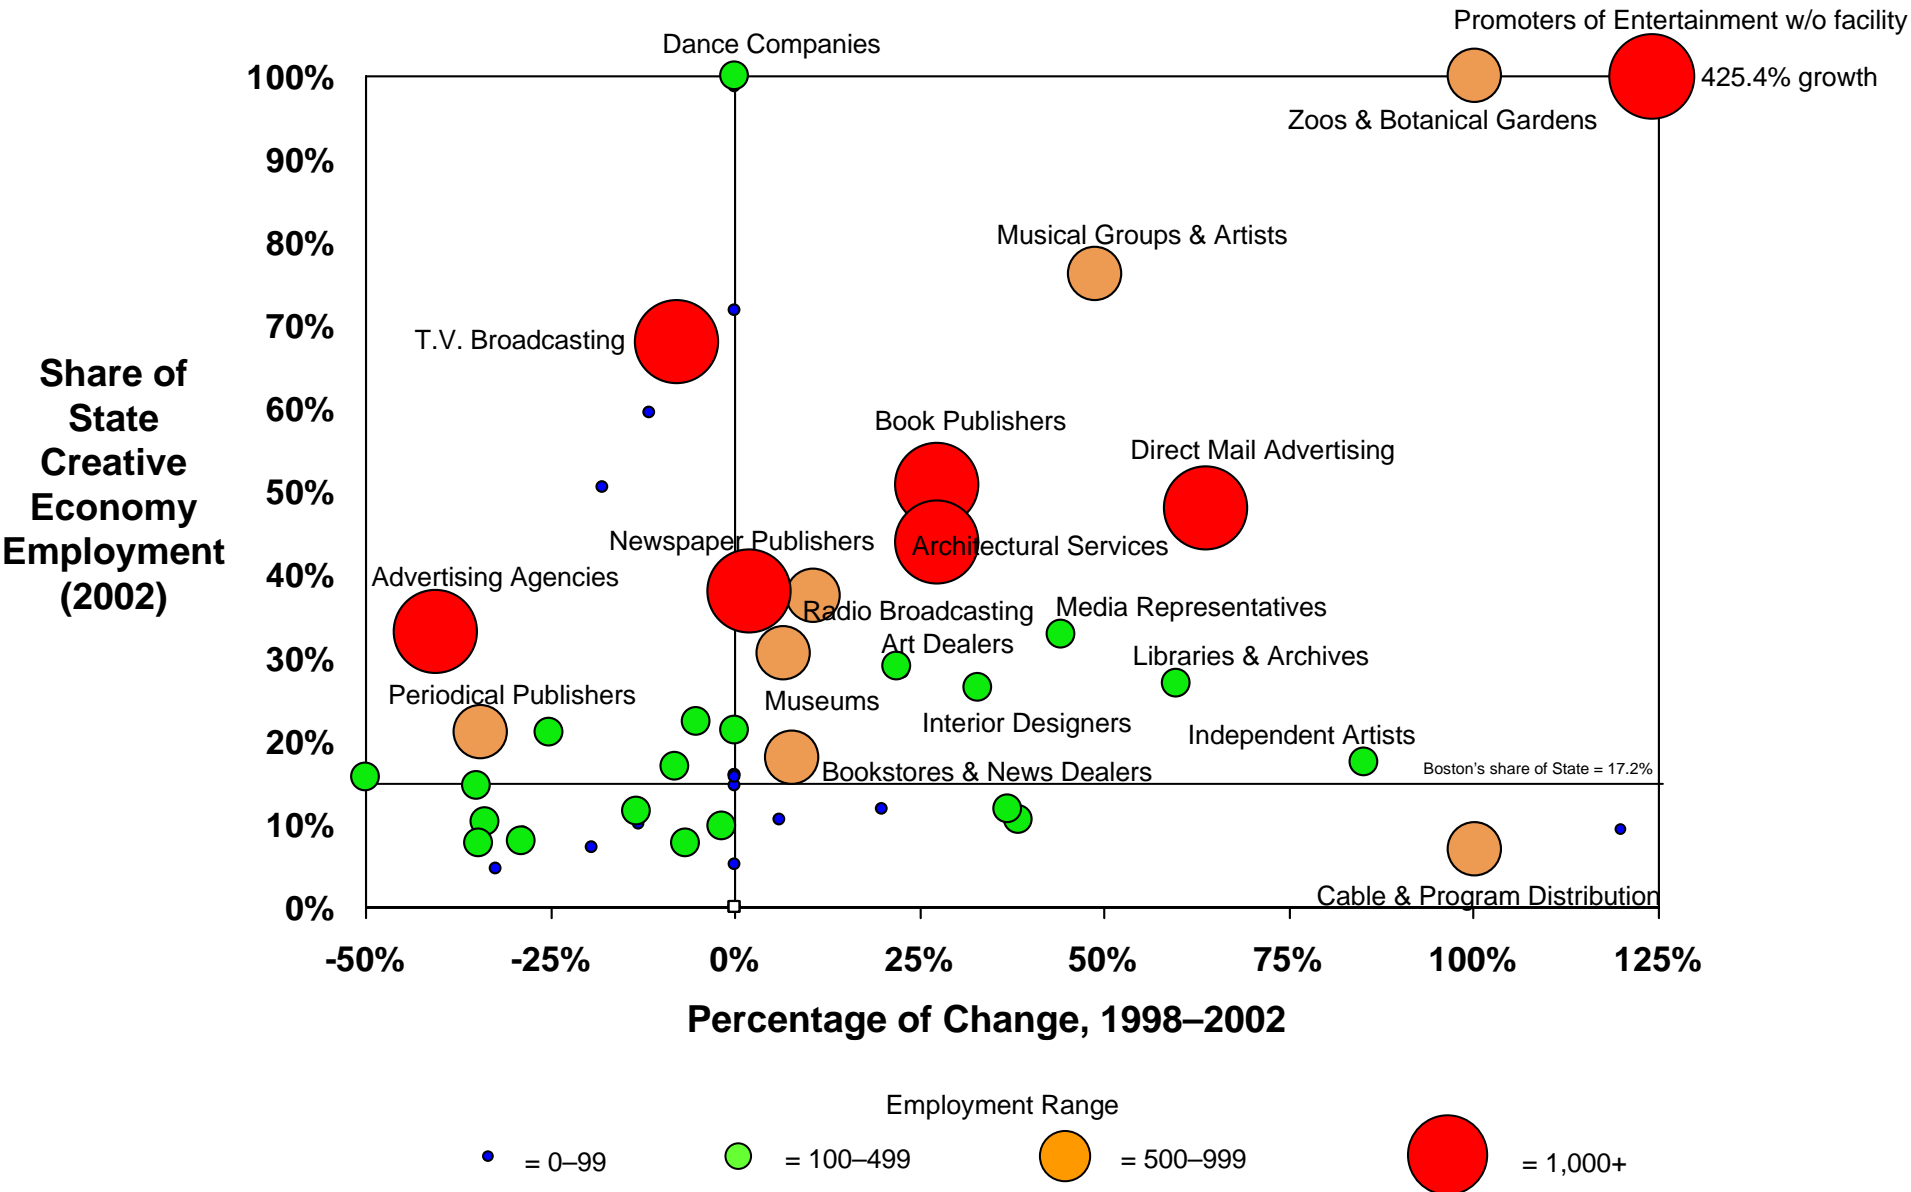 Promoters of Entertainment w/o facility
Dance Companies
100%
425.4% growth
Zoos & Botanical Gardens
90%
80%
Musical Groups & Artists
70%
T.V. Broadcasting
Share of
State
Creative
Economy
Employment
(2002)
60%
Book Publishers
Direct Mail Advertising
50%
Newspaper Publishers
Architectural Services
40%
Advertising Agencies
Radio Broadcasting
Media Representatives
Art Dealers
30%
Libraries & Archives
Periodical Publishers
Museums
Interior Designers
20%
Independent Artists
Bookstores & News Dealers
Boston's share of State = 17.2%
10%
Cable & Program Distribution
0%
-50% -25% 0% 25% 50% 75% 100% 125%
Percentage of Change, 1998–2002
Employment Range
= 0–99 = 100–499 = 500–999 = 1,000+